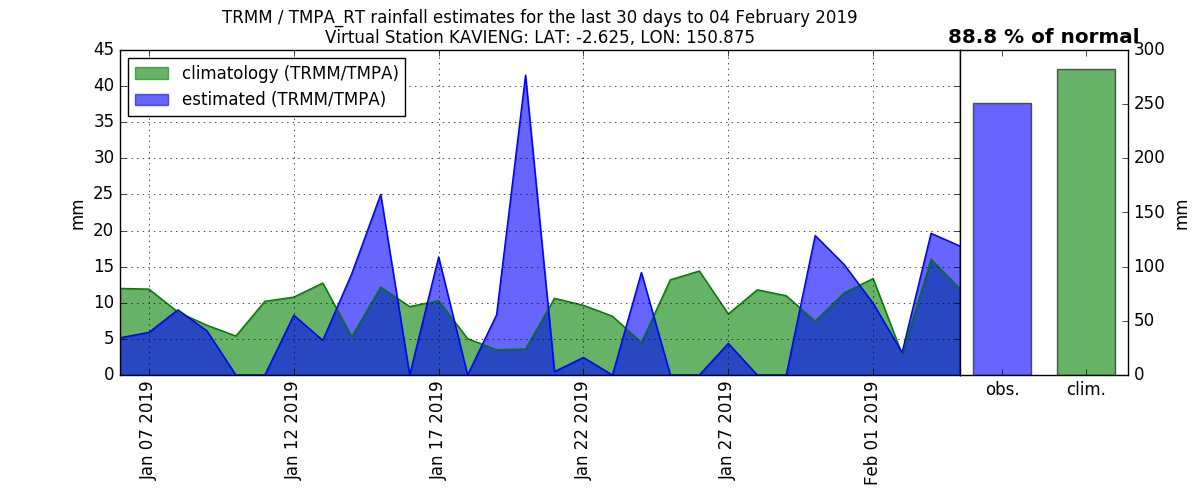 TRMM / TMPA_RT rainfall estimates for the last 30 days to 04 February 2019
Virtual Station KAVIENG: LAT: -2.625, LON: 150.875
88.8 % of normal
climatology (TRMM/TMPA)
estimated (TRMM/TMPA)
45
40
35
30
25
20
15
10
5
0
mm
Jan 07 2019
Jan 12 2019
Jan 17 2019
Jan 22 2019
Jan 27 2019
Feb 01 2019
obs.
clim.
300
250
200
150
100
50
0
mm